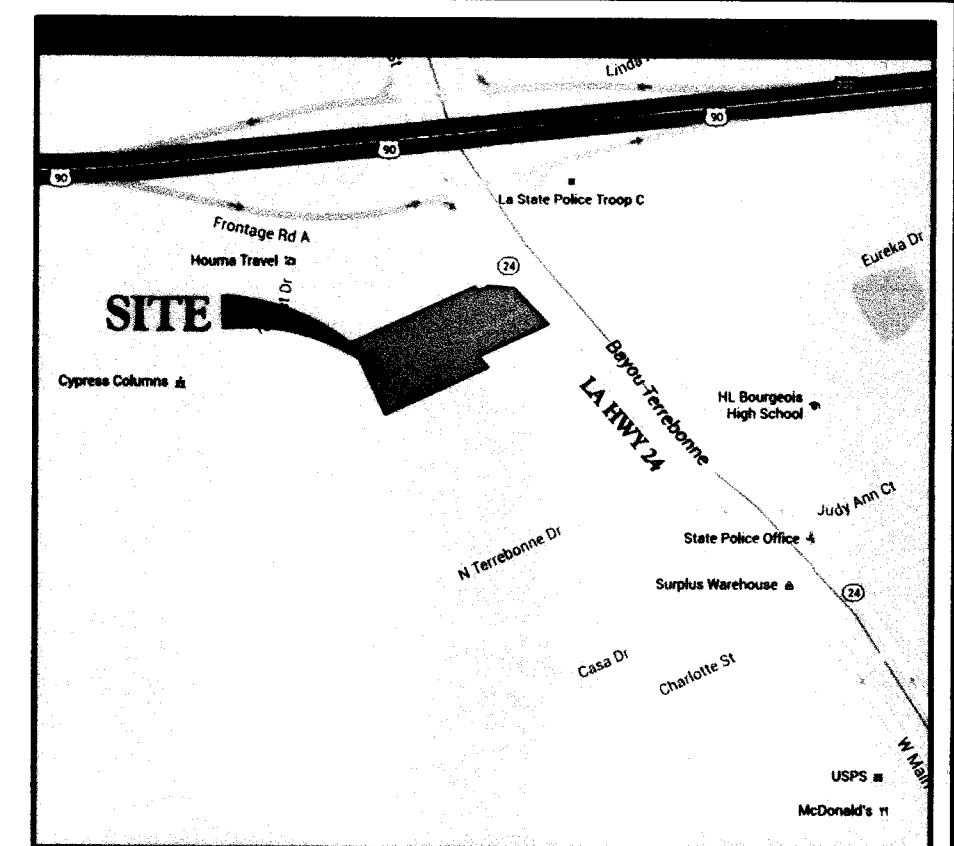 Linda
90
90
90
La State Police Troop C
Frontage Rd A
Eureka Dr
Houma Travel
24
SITE
Cypress Columns
Bayou Terrebonne
LA HWY 24
HL Bourgeois
High School
Judy Ann Ct
State Police Office
N Terrebonne Dr
Surplus Warehouse
24
Casa Dr
Charlotte St
W Main
USPS
McDonald's